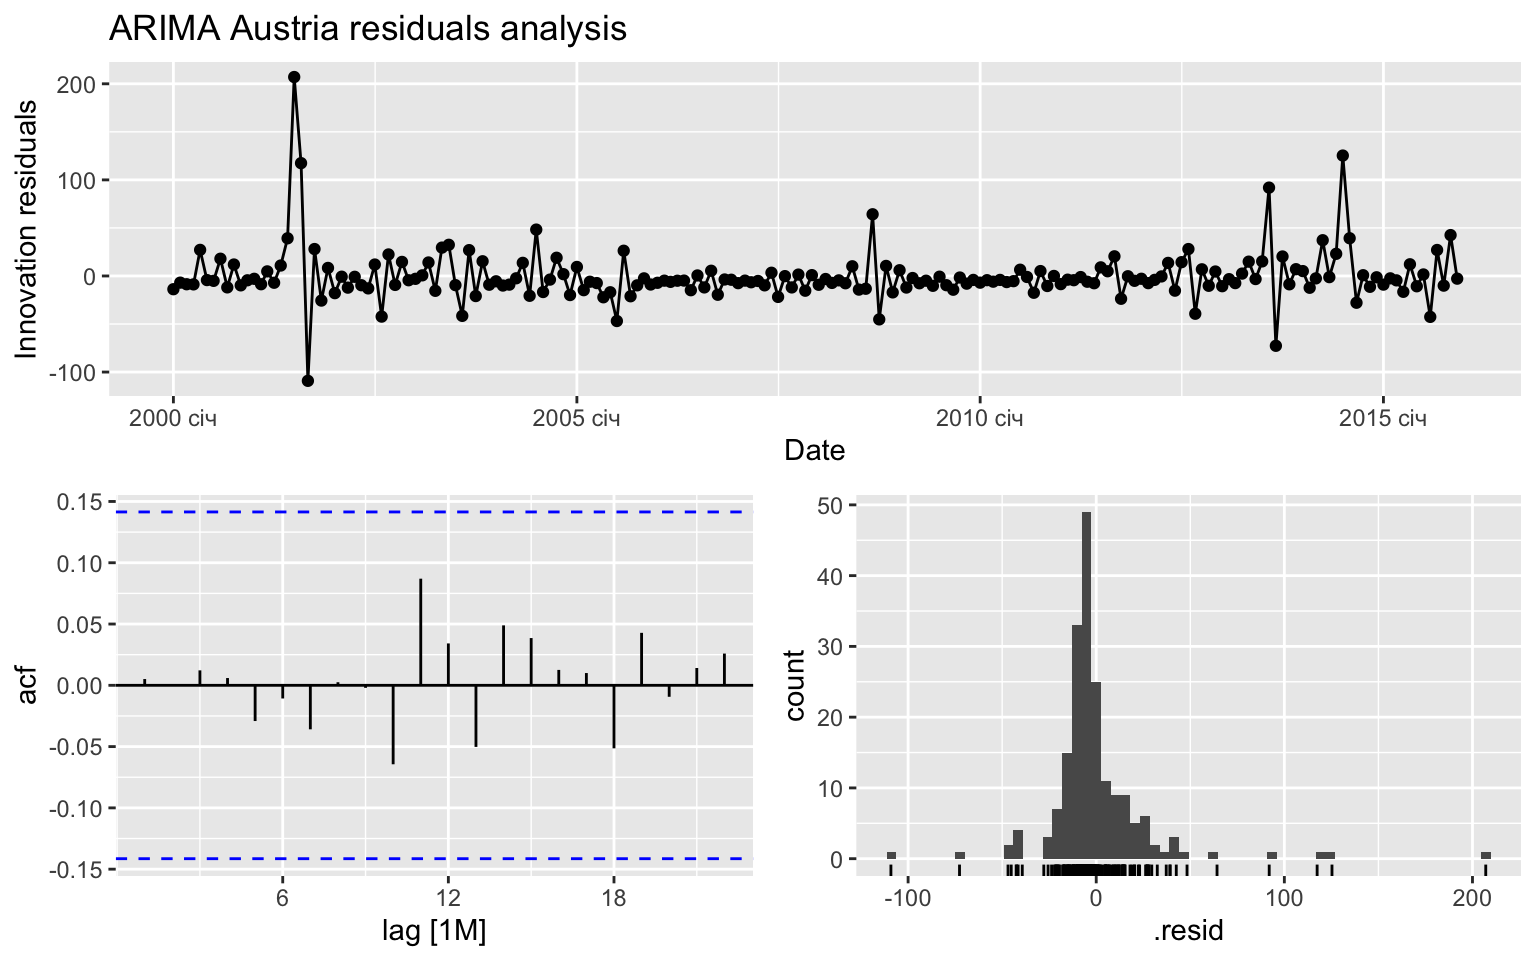 ARIMA Austria residuals analysis
Innovation residuals
200
100
0
-100
2000 січ
2005 січ
2010 січ
2015 січ
Date
acf
0.15
0.10
0.05
0.00
-0.05
-0.10
-0.15
6
12
18
lag [1M]
count
50
40
30
20
10
0
-100
0
100
200
.resid